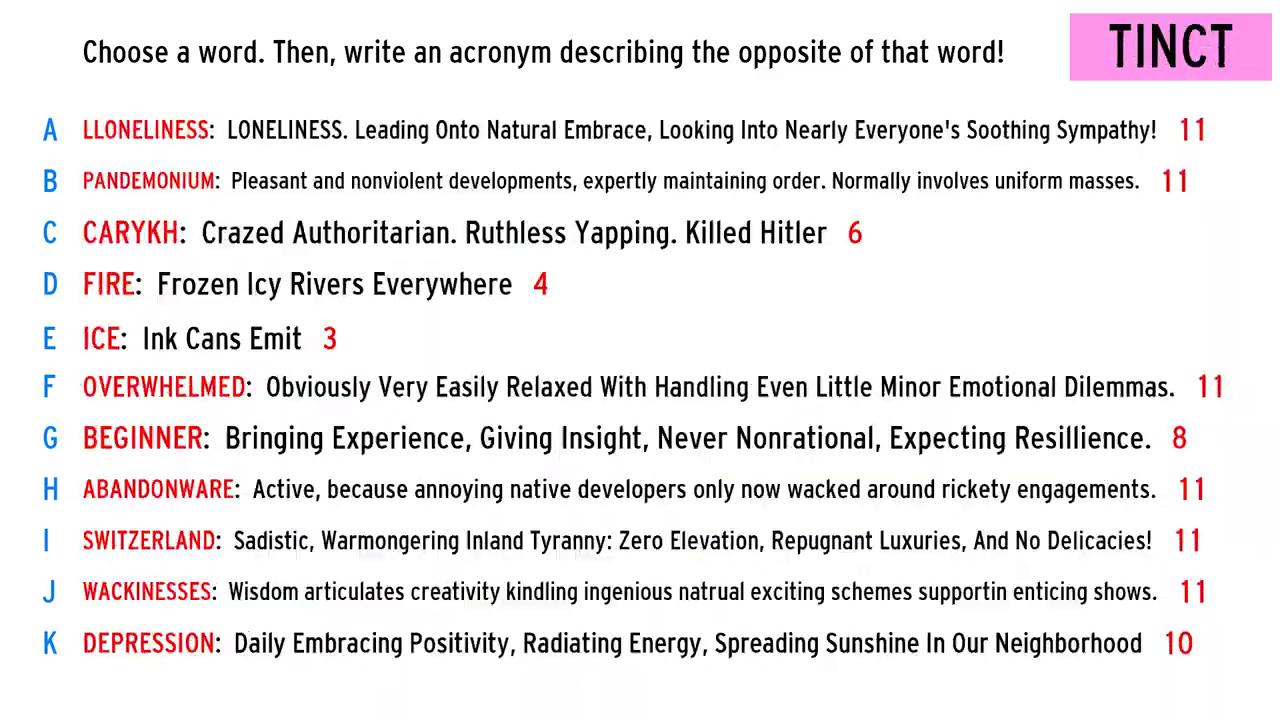 Choose a word. Then, write an acronym describing the opposite of that word!
TINCT
A LLONELINESS: LONELINESS. Leading Onto Natural Embrace, Looking Into Nearly Everyone's Soothing Sympathy! 11
B PANDEMONIUM: Pleasant and nonviolent developments, expertly maintaining order. Normally involves uniform masses. 11
C CARYKH: Crazed Authoritarian. Ruthless Yapping. Killed Hitler 6
D FIRE: Frozen Icy Rivers Everywhere 4
E ICE: Ink Cans Emit 3
F OVERWHELMED: Obviously Very Easily Relaxed With Handling Even Little Minor Emotional Dilemmas. 11
G BEGINNER: Bringing Experience, Giving Insight, Never Nonrational, Expecting Resillience. 8
H ABANDONWARE: Active, because annoying native developers only now wacked around rickety engagements. 11
I SWITZERLAND: Sadistic, Warmongering Inland Tyranny: Zero Elevation, Repugnant Luxuries, And No Delicacies! 11
J WACKINESSES: Wisdom articulates creativity kindling ingenious natrual exciting schemes supportin enticing shows. 11
K DEPRESSION: Daily Embracing Positivity, Radiating Energy, Spreading Sunshine In Our Neighborhood 10